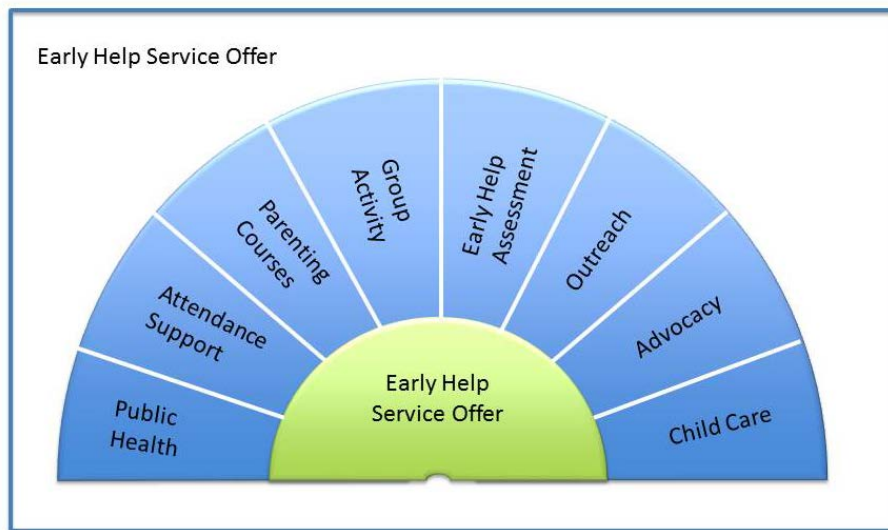 Early Help Service Offer
Public
Health
Attendance
Support
Parenting
Courses
Group
Activity
Early Help
Assessment
Outreach
Advocacy
Child Care
Early Help
Service Offer